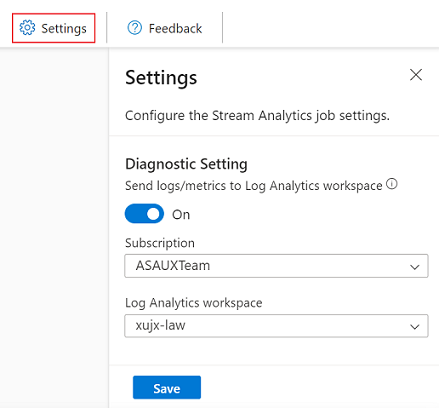 Settings
Feedback
Settings
Configure the Stream Analytics job settings.
Diagnostic Setting
Send logs/metrics to Log Analytics workspace
On
Subscription
ASAUXTeam
Log Analytics workspace
xujx-law
Save